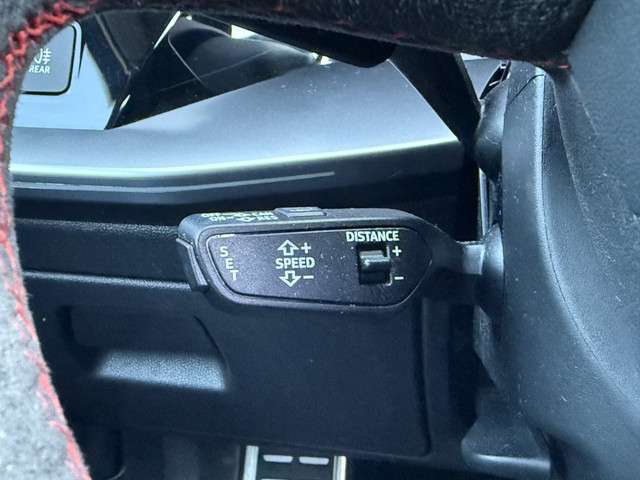 REAR
DISTANCE
SET
SPEED
+
−
+
−